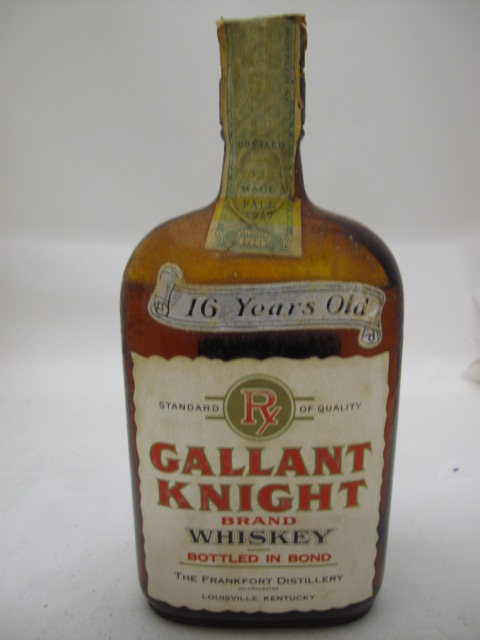 BOTTLED
MADE
FALL
1917
16 Years Old
Rx
STANDARD OF QUALITY
GALLANT
KNIGHT
BRAND
WHISKEY
BOTTLED IN BOND
THE FRANKFORT DISTILLERY
INCORPORATED
LOUISVILLE, KENTUCKY